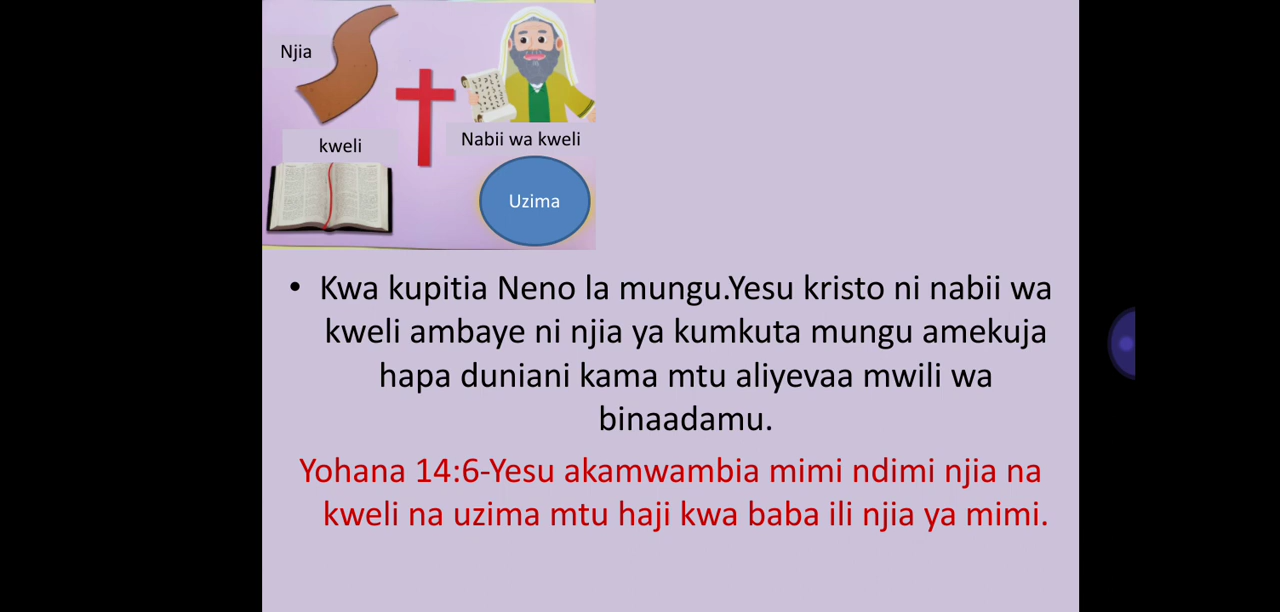 Njia
kweli
Nabii wa kweli
Uzima
• Kwa kupitia Neno la mungu.Yesu kristo ni nabii wa
kweli ambaye ni njia ya kumkuta mungu amekuja
hapa duniani kama mtu aliyevaa mwili wa
binaadamu.
Yohana 14:6-Yesu akamwambia mimi ndimi njia na
kweli na uzima mtu haji kwa baba ili njia ya mimi.